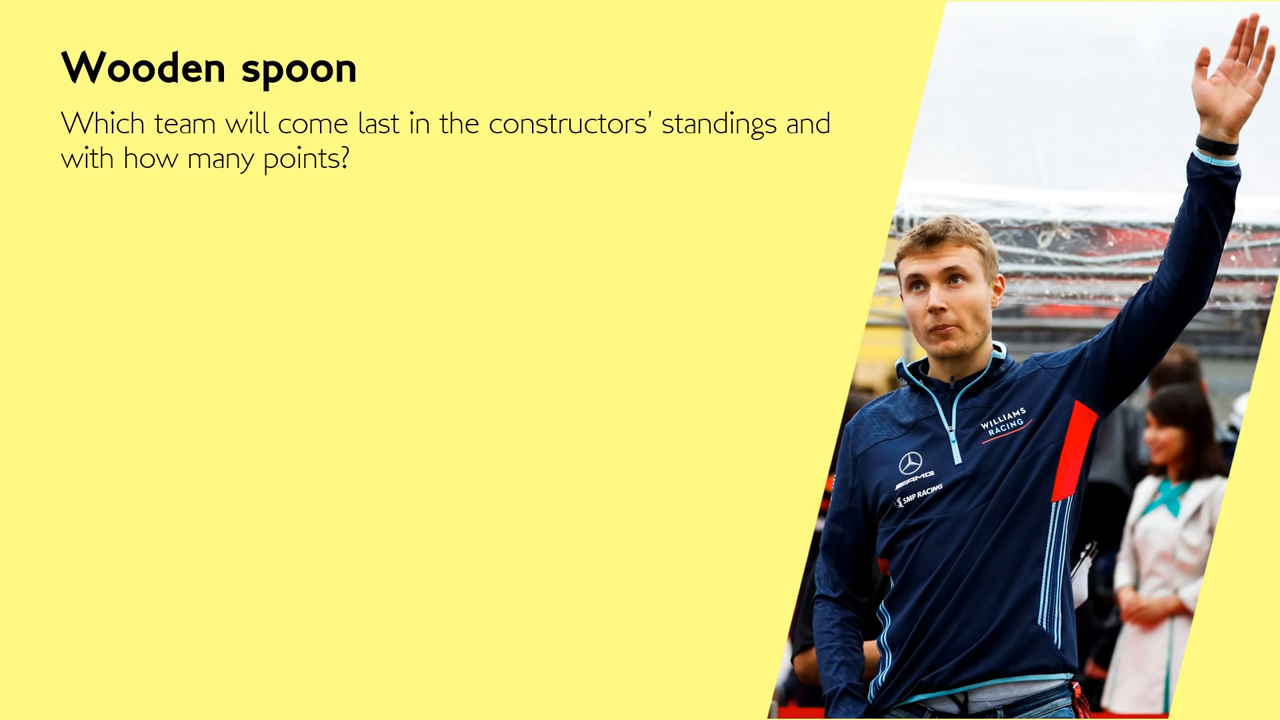 Wooden spoon
Which team will come last in the constructors’ standings and
with how many points?
WILLIAMS
RACING
AMG
SMP RACING